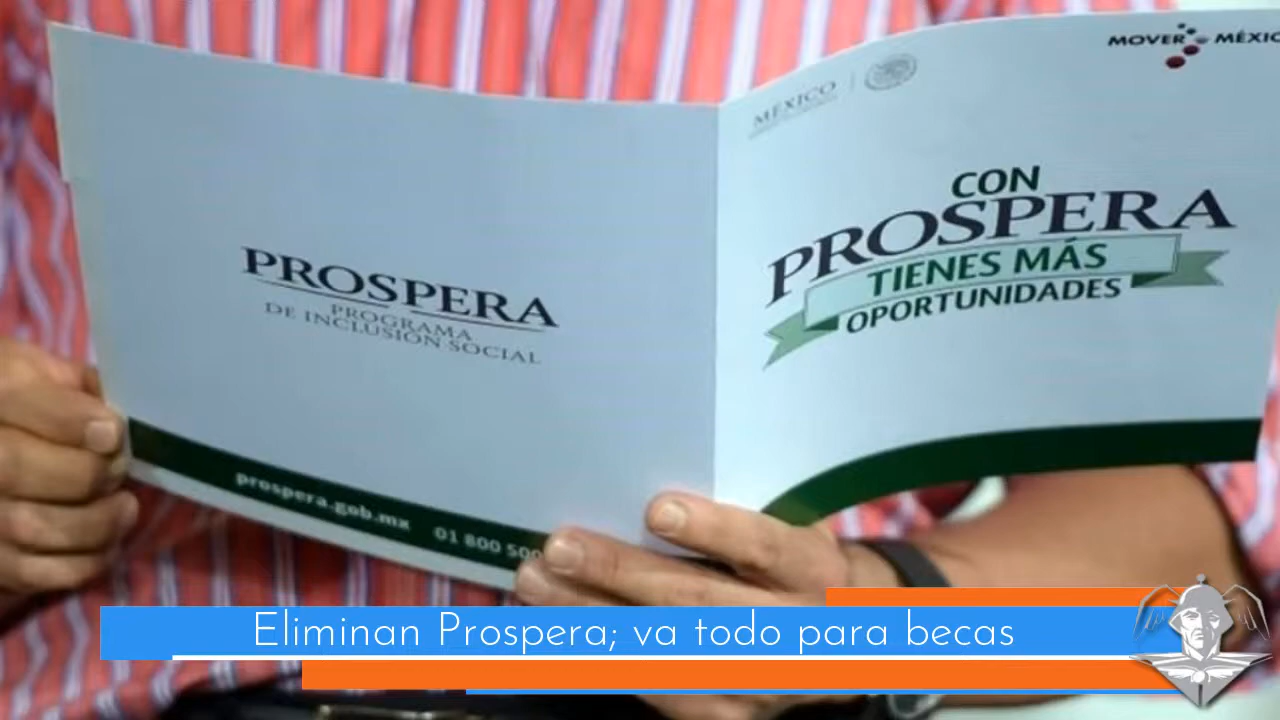 MOVER MÉXICO
MÉXICO
CON
PROSPERA
TIENES MÁS
OPORTUNIDADES
PROSPERA
PROGRAMA
DE INCLUSIÓN SOCIAL
prospera.gob.mx 01 800 500
Eliminan Prospera; va todo para becas